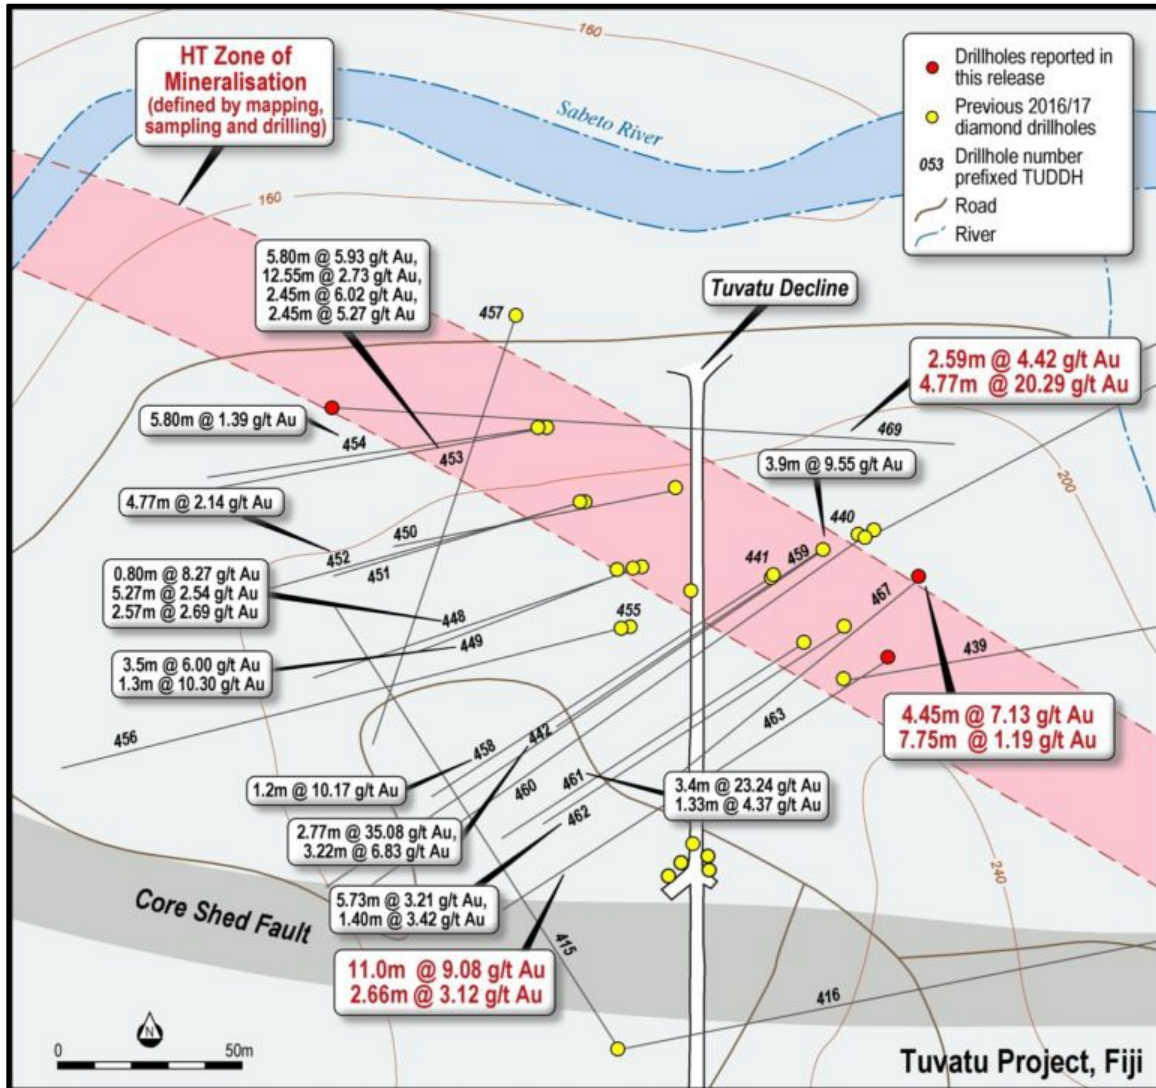 160
HT Zone of
Mineralisation
(defined by mapping,
sampling and drilling)
Sabeto River
Drillholes reported in
this release
Previous 2016/17
diamond drillholes
053 Drillhole number
prefixed TUDDH
Road
River
160
5.80m @ 5.93 g/t Au,
12.55m @ 2.73 g/t Au,
2.45m @ 6.02 g/t Au,
2.45m @ 5.27 g/t Au
457
Tuvatu Decline
2.59m @ 4.42 g/t Au
4.77m @ 20.29 g/t Au
5.80m @ 1.39 g/t Au
454
453
469
3.9m @ 9.55 g/t Au
200
4.77m @ 2.14 g/t Au
450
452
451
440
459
441
467
0.80m @ 8.27 g/t Au
5.27m @ 2.54 g/t Au
2.57m @ 2.69 g/t Au
448
449
455
439
3.5m @ 6.00 g/t Au
1.3m @ 10.30 g/t Au
456
463
4.45m @ 7.13 g/t Au
7.75m @ 1.19 g/t Au
458
442
460
461
462
1.2m @ 10.17 g/t Au
3.4m @ 23.24 g/t Au
1.33m @ 4.37 g/t Au
2.77m @ 35.08 g/t Au,
3.22m @ 6.83 g/t Au
240
5.73m @ 3.21 g/t Au,
1.40m @ 3.42 g/t Au
Core Shed Fault
415
11.0m @ 9.08 g/t Au
2.66m @ 3.12 g/t Au
416
N
0 50m
Tuvatu Project, Fiji